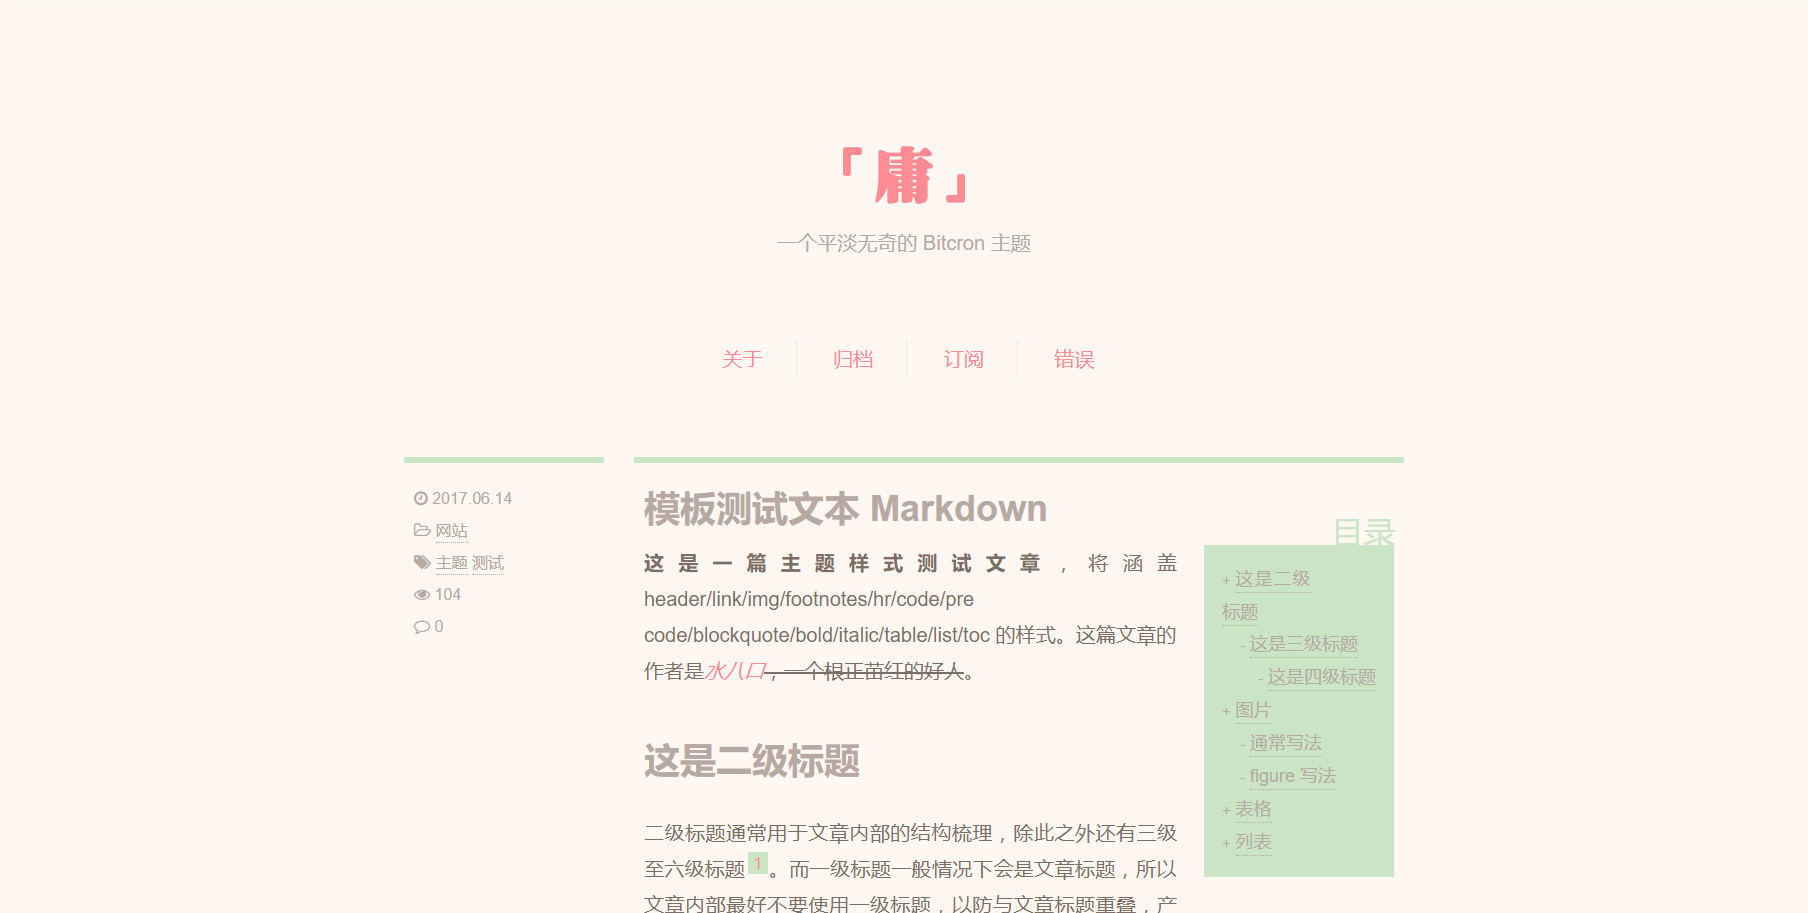 「庸」
一个平淡无奇的 Bitcron 主题
关于
归档
订阅
错误
2017.06.14
网站
主题 测试
104
0
模板测试文本 Markdown
这是一篇主题样式测试文章，将涵盖
header/link/img/footnotes/hr/code/pre
code/blockquote/bold/italic/table/list/toc 的样式。这篇文章的
作者是水八口，一个根正苗红的好人。
这是二级标题
二级标题通常用于文章内部的结构梳理，除此之外还有三级
至六级标题1。而一级标题一般情况下会是文章标题，所以
文章内部最好不要使用一级标题，以防与文章标题重叠，产
目录
+ 这是二级
标题
- 这是三级标题
- 这是四级标题
+ 图片
- 通常写法
- figure 写法
+ 表格
+ 列表